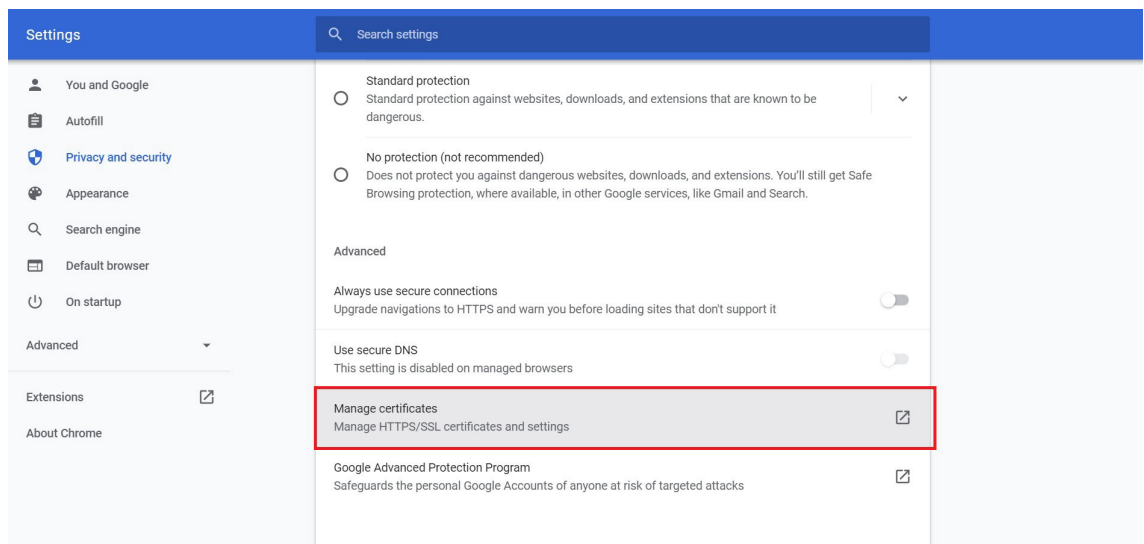 Settings
Search settings
You and Google
Autofill
Privacy and security
Appearance
Search engine
Default browser
On startup
Advanced
Extensions
About Chrome
Standard protection
Standard protection against websites, downloads, and extensions that are known to be
dangerous.
No protection (not recommended)
Does not protect you against dangerous websites, downloads, and extensions. You'll still get Safe
Browsing protection, where available, in other Google services, like Gmail and Search.
Advanced
Always use secure connections
Upgrade navigations to HTTPS and warn you before loading sites that don't support it
Use secure DNS
This setting is disabled on managed browsers
Manage certificates
Manage HTTPS/SSL certificates and settings
Google Advanced Protection Program
Safeguards the personal Google Accounts of anyone at risk of targeted attacks